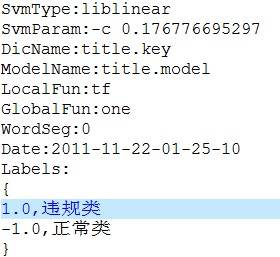 SvmType:liblinear
SvmParam:-c 0.176776695297
DicName:title.key
ModelName:title.model
LocalFun:tf
GlobalFun:one
WordSeg:0
Date:2011-11-22-01-25-10
Labels:
{
1.0,违规类
-1.0,正常类
}